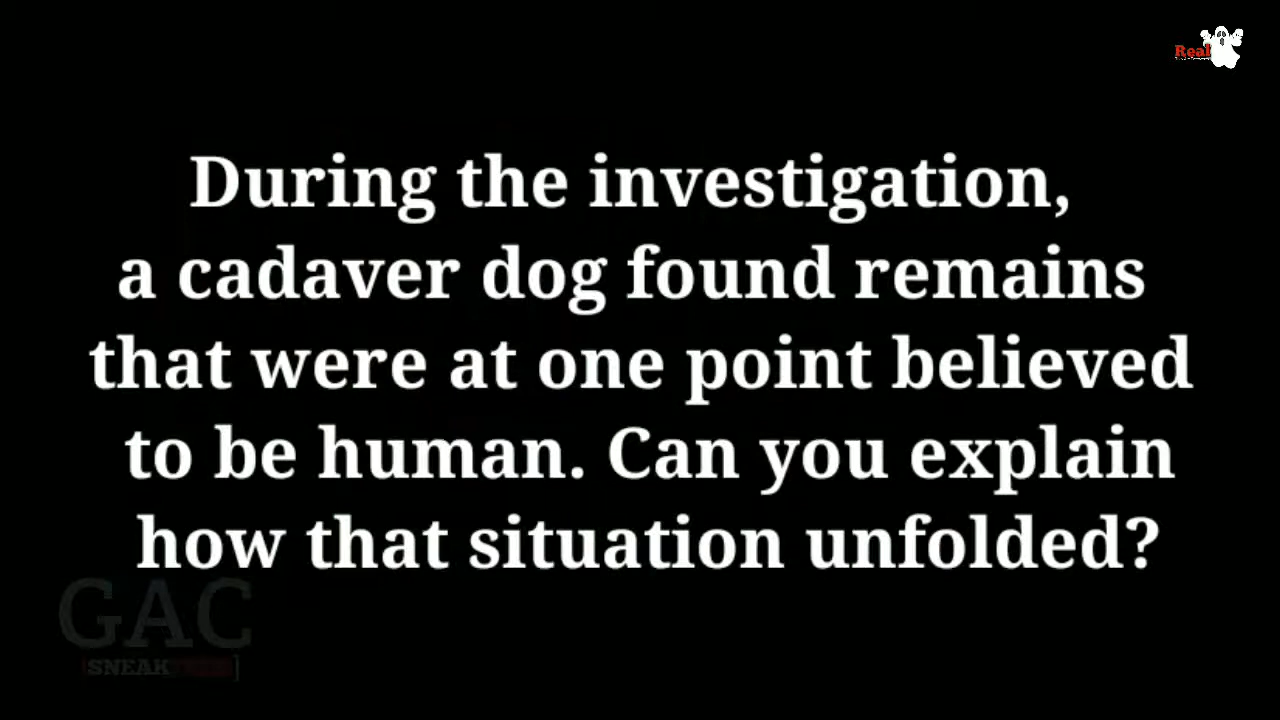 Real
During the investigation,
a cadaver dog found remains
that were at one point believed
to be human. Can you explain
how that situation unfolded?
GAC
SNEAK